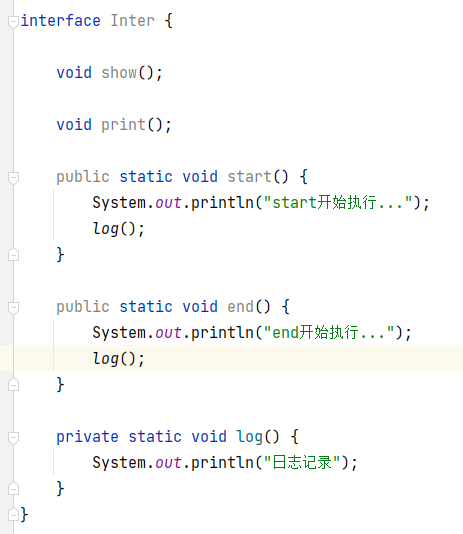 interface Inter {
void show();
void print();
public static void start() {
System.out.println("start开始执行...");
log();
}
public static void end() {
System.out.println("end开始执行...");
log();
}
private static void log() {
System.out.println("日志记录");
}
}